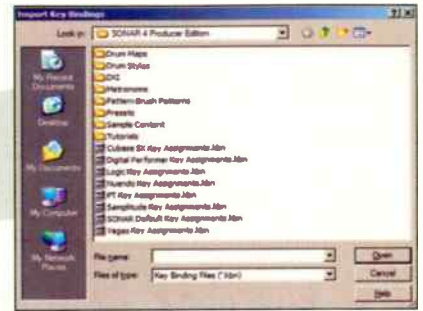 Import Key Bindings
Look in: SONAR 4 Producer Edition
My Recent Documents
Desktop
My Documents
My Computer
My Network Places
Drum Maps
Drum Styles
DXi
Metronome
Pattern Brush Patterns
Presets
Sample Content
Tutorials
Cubase SX Key Assignments.kbn
Digital Performer Key Assignments.kbn
Logic Key Assignments.kbn
Nuendo Key Assignments.kbn
PT Key Assignments.kbn
Samplitude Key Assignments.kbn
SONAR Default Key Assignments.kbn
Vegas Key Assignments.kbn
File name:
Open
Files of type: Key Binding Files (*.kbn)
Cancel
Help